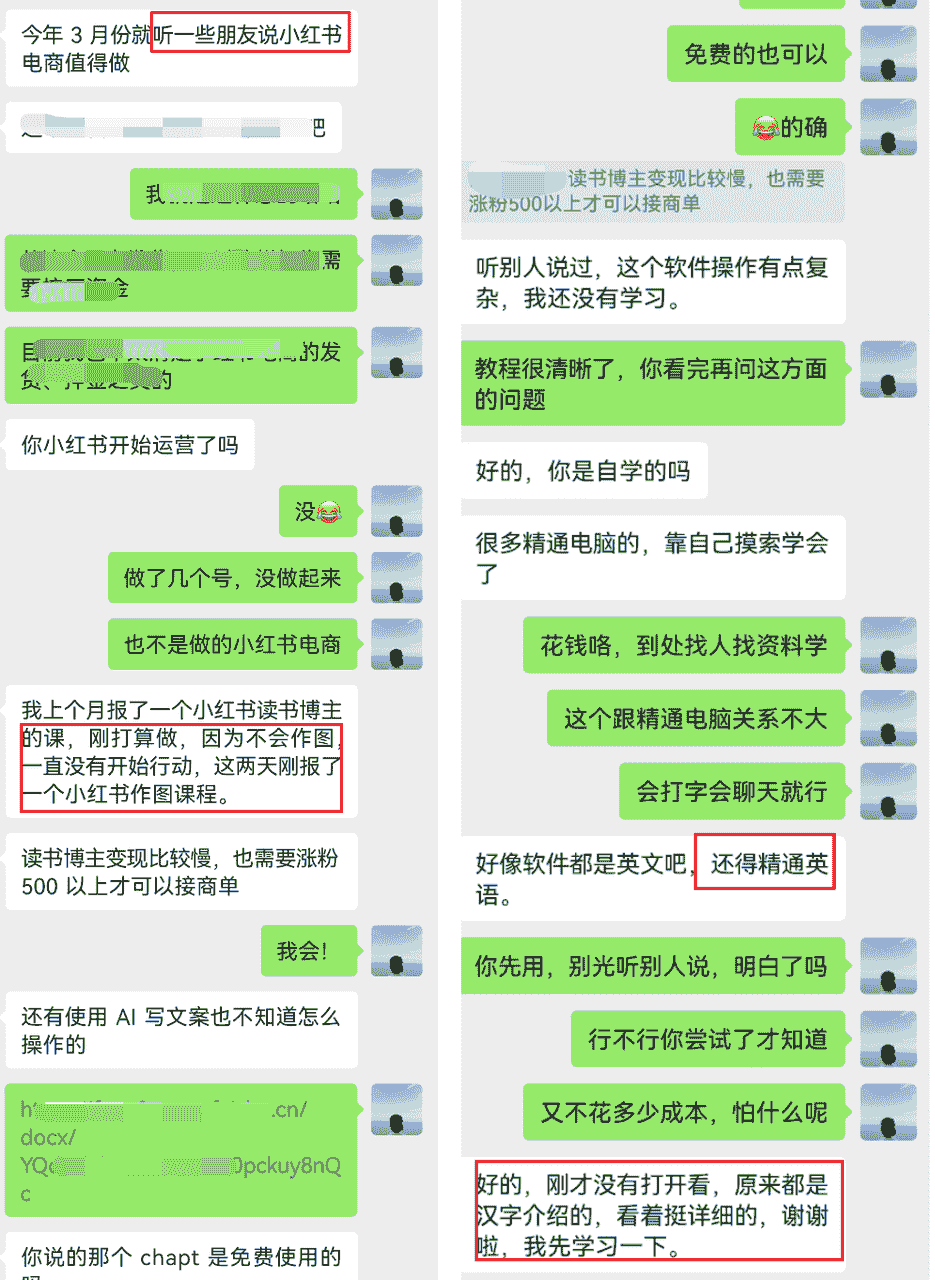 今年 3 月份就听一些朋友说小红书
电商值得做
吧
我
需
要
金
目前
的发
货、押金之类的
你小红书开始运营了吗
没😂
做了几个号，没做起来
也不是做的小红书电商
我上个月报了一个小红书读书博主
的课，刚打算做，因为不会作图，
一直没有开始行动，这两天刚报了
一个小红书作图课程。
读书博主变现比较慢，也需要涨粉
500 以上才可以接商单
我会！
还有使用 AI 写文案也不知道怎么
操作的
.cn/
docx/
pckuy8nQ
c
你说的那个 chapt 是免费使用的
吗
免费的也可以
😂的确
读书博主变现比较慢，也需要
涨粉500以上才可以接商单
听别人说过，这个软件操作有点复
杂，我还没有学习。
教程很清晰了，你看完再问这方面
的问题
好的，你是自学的吗
很多精通电脑的，靠自己摸索学会
了
花钱咯，到处找人找资料学
这个跟精通电脑关系不大
会打字会聊天就行
好像软件都是英文吧，还得精通英
语。
你先用，别光听别人说，明白了吗
行不行你尝试了才知道
又不花多少成本，怕什么呢
好的，刚才没有打开看，原来都是
汉字介绍的，看着挺详细的，谢谢
啦，我先学习一下。